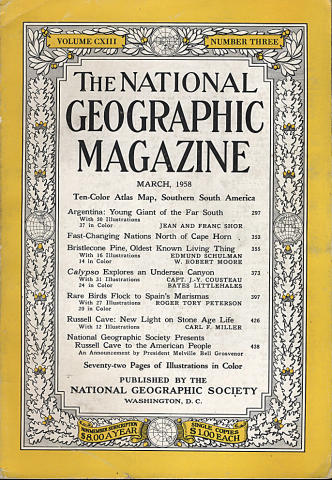 VOLUME CXIII
NUMBER THREE
THE NATIONAL
GEOGRAPHIC
MAGAZINE
MARCH, 1958
Ten-Color Atlas Map, Southern South America
Argentina: Young Giant of the Far South 297
With 50 Illustrations
37 in Color JEAN AND FRANC SHOR
Fast-Changing Nations North of Cape Horn 353
Bristlecone Pine, Oldest Known Living Thing 355
With 16 Illustrations EDMUND SCHULMAN
14 in Color W. ROBERT MOORE
Calypso Explores an Undersea Canyon 373
With 31 Illustrations CAPT. J.-Y. COUSTEAU
24 in Color BATES LITTLEHALES
Rare Birds Flock to Spain's Marismas 397
With 27 Illustrations ROGER TORY PETERSON
20 in Color
Russell Cave: New Light on Stone Age Life 426
With 12 Illustrations CARL F. MILLER
National Geographic Society Presents
Russell Cave to the American People 438
An Announcement by President Melville Bell Grosvenor
Seventy-two Pages of Illustrations in Color
PUBLISHED BY THE
NATIONAL GEOGRAPHIC SOCIETY
WASHINGTON, D. C.
NONMEMBER SUBSCRIPTION
$8.00 A YEAR
SINGLE COPIES
$1.00 EACH